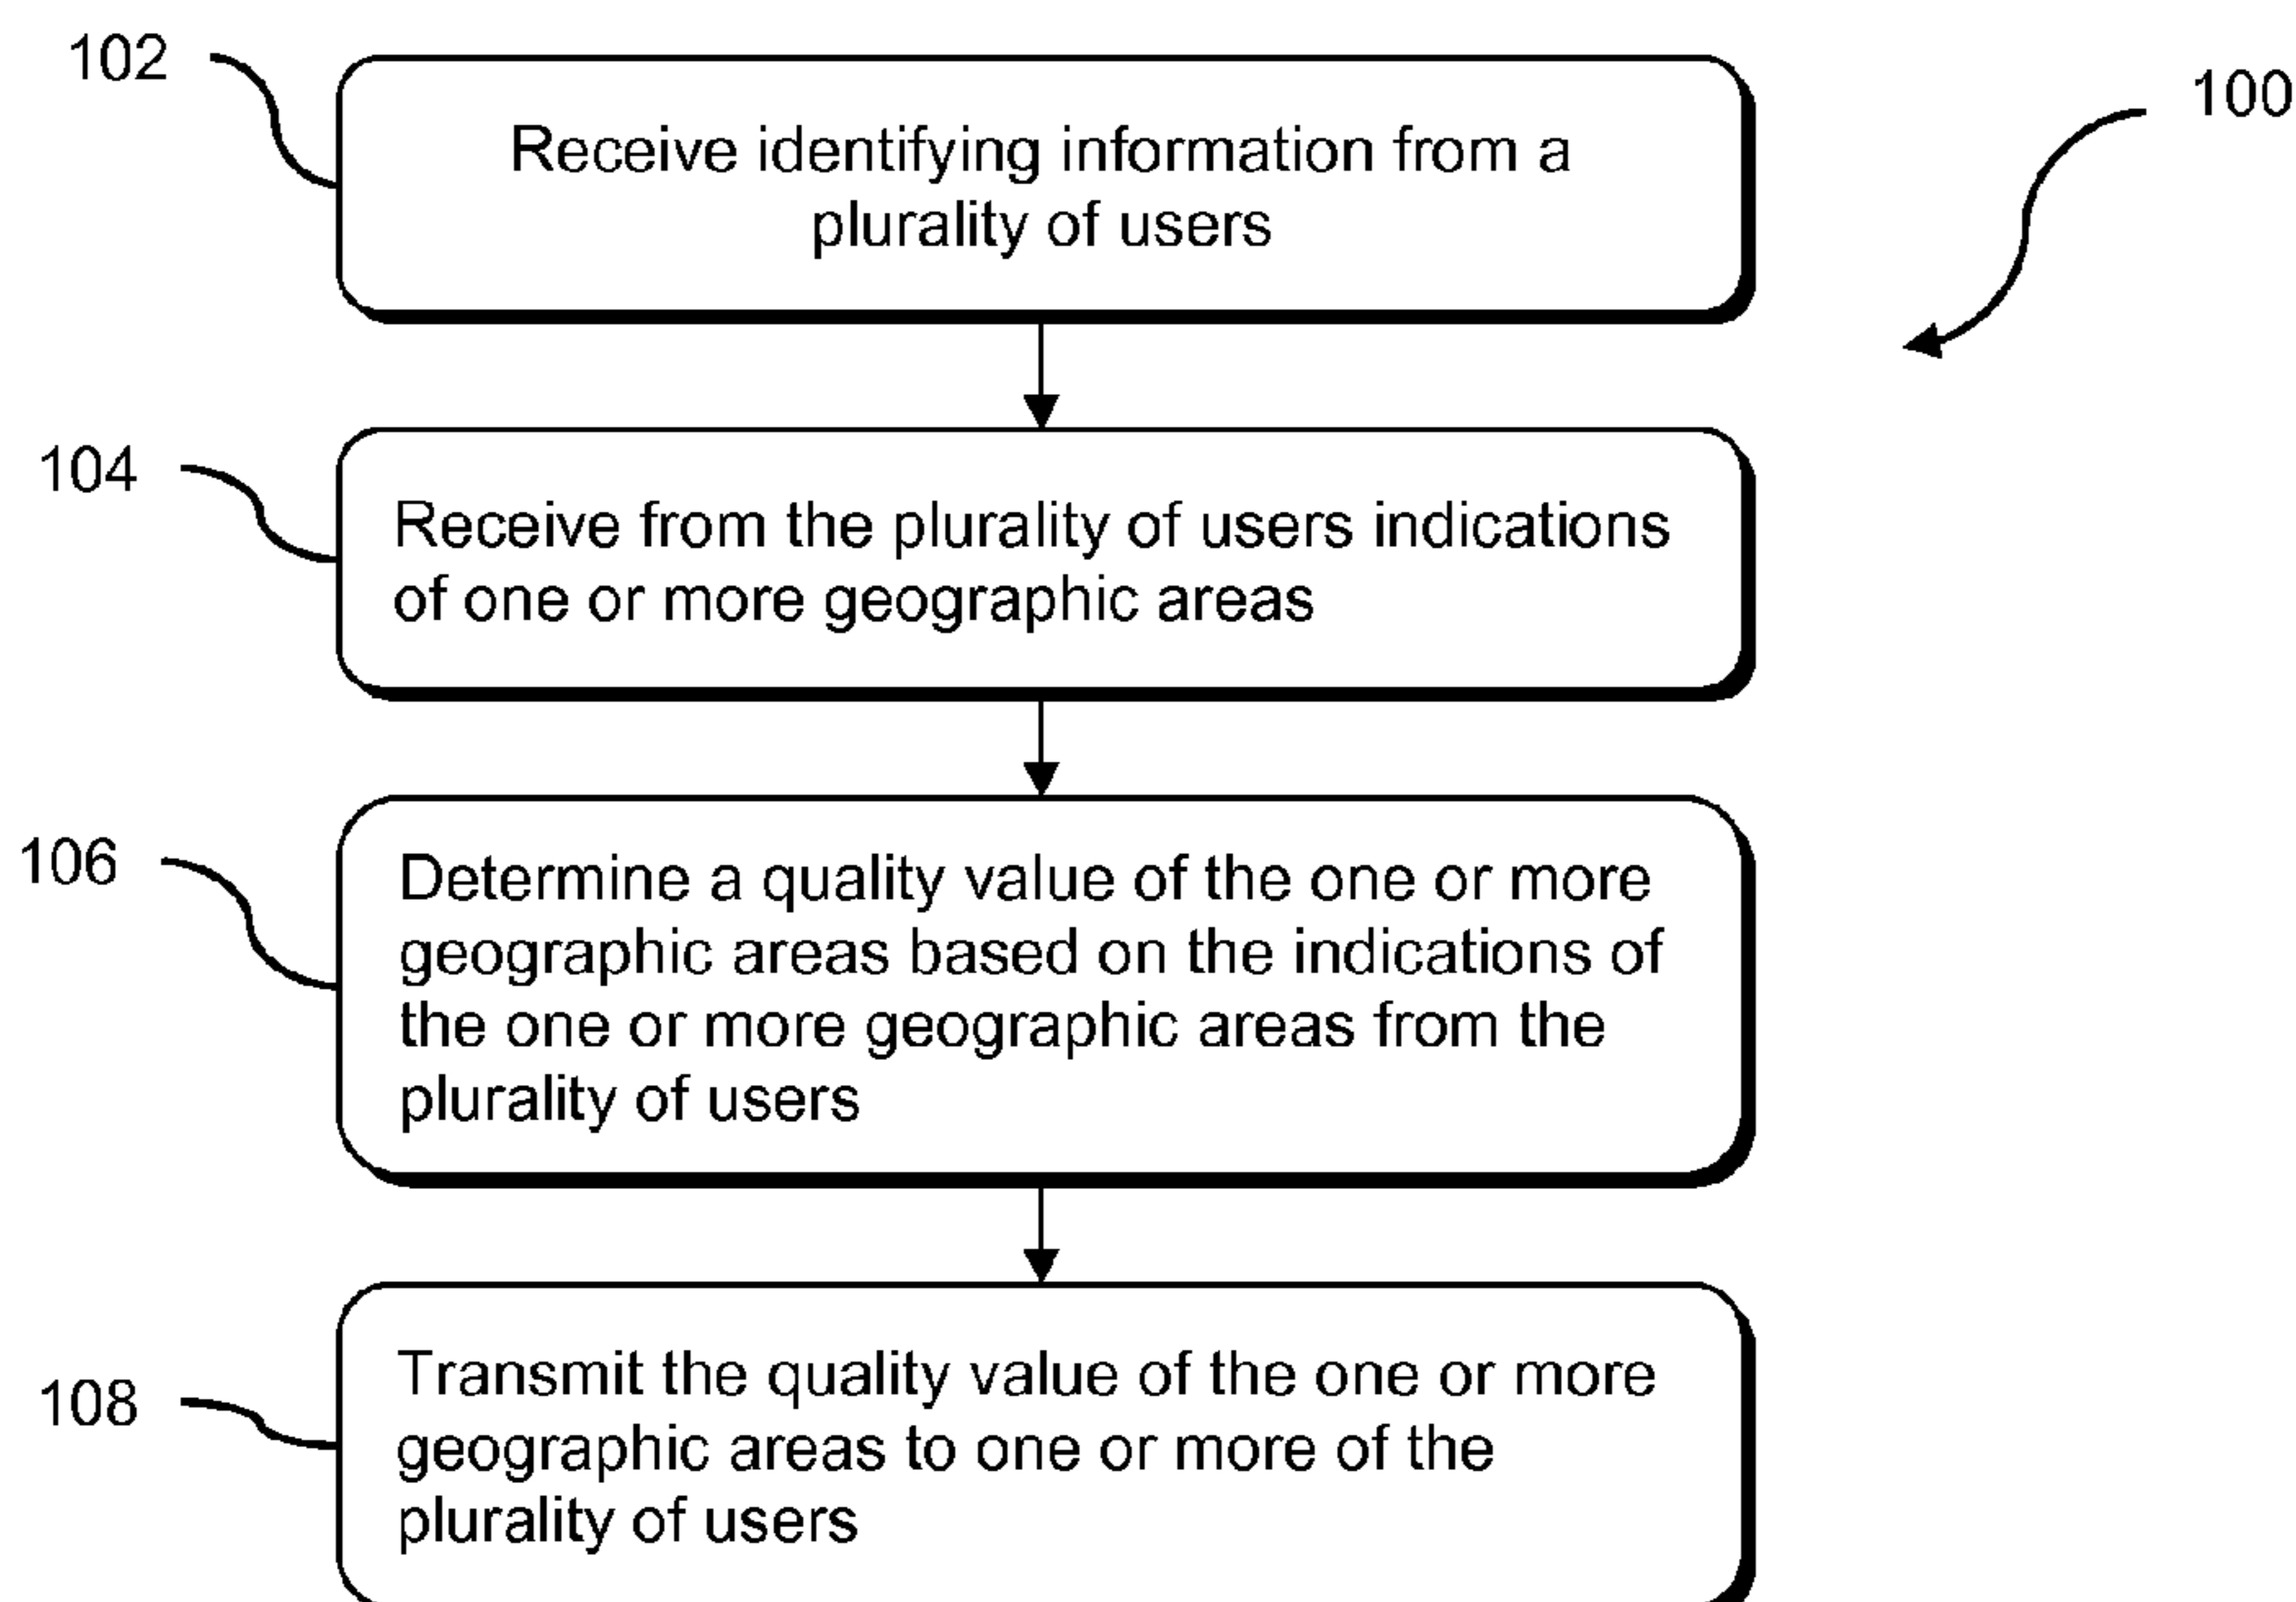 102
100
Receive identifying information from a
plurality of users
104
Receive from the plurality of users indications
of one or more geographic areas
106
Determine a quality value of the one or more
geographic areas based on the indications of
the one or more geographic areas from the
plurality of users
108
Transmit the quality value of the one or more
geographic areas to one or more of the
plurality of users